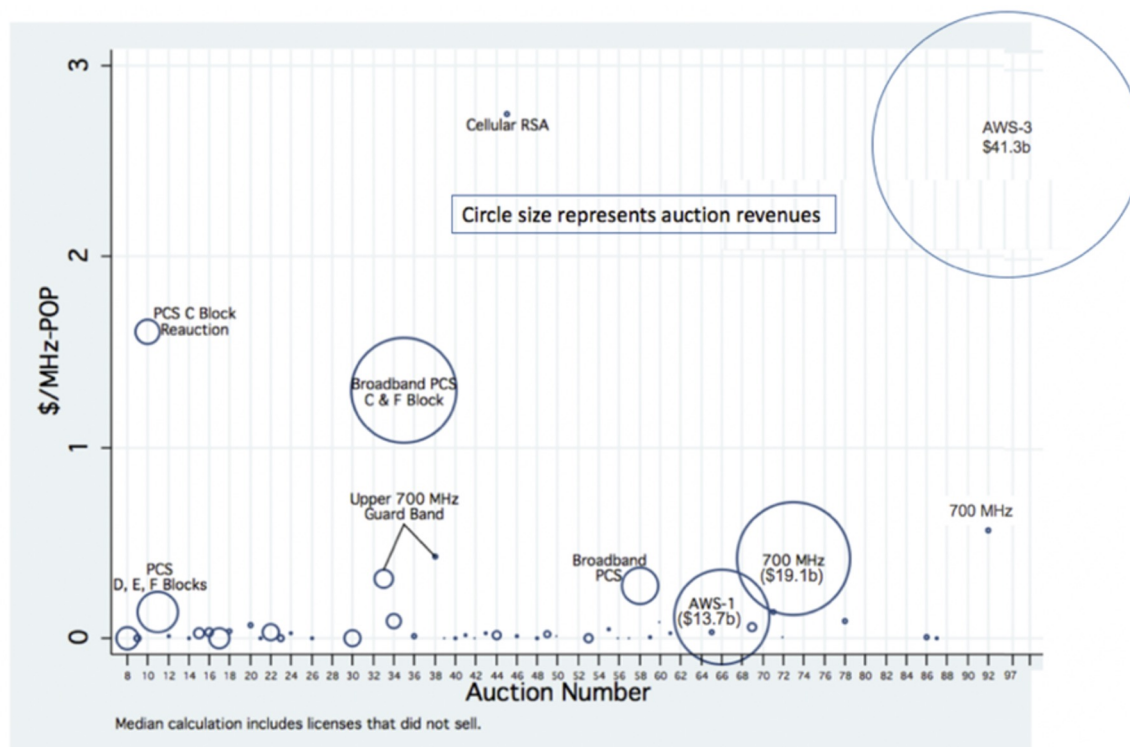 3
Cellular RSA
AWS-3
$41.3b
Circle size represents auction revenues
2
PCS C Block
Reauction
$/MHz-POP
Broadband PCS
C & F Block
1
Upper 700 MHz
Guard Band
700 MHz
PCS
D, E, F Blocks
Broadband
PCS
700 MHz
($19.1b)
AWS-1
($13.7b)
0
8 10 12 14 16 18 20 22 24 26 28 30 32 34 36 38 40 42 44 46 48 50 52 54 56 58 60 62 64 66 68 70 72 74 76 78 80 82 84 86 88 90 92 97
Auction Number
Median calculation includes licenses that did not sell.